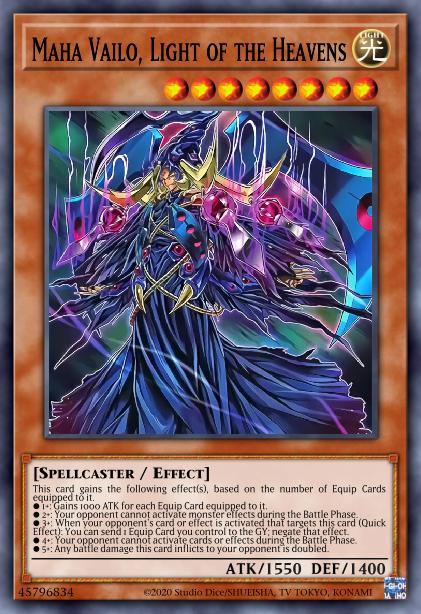 MAHA VAILO, LIGHT OF THE HEAVENS
LIGHT
光
[SPELLCASTER / EFFECT]
This card gains the following effect(s), based on the number of Equip Cards
equipped to it.
● 1+: Gains 1000 ATK for each Equip Card equipped to it.
● 2+: Your opponent cannot activate monster effects during the Battle Phase.
● 3+: When your opponent's card or effect is activated that targets this card (Quick
Effect): You can send 1 Equip Card you control to the GY; negate that effect.
● 4+: Your opponent cannot activate cards or effects during the Battle Phase.
● 5+: Any battle damage this card inflicts to your opponent is doubled.
ATK/1550 DEF/1400
45796834 ©2020 Studio Dice/SHUEISHA, TV TOKYO, KONAMI